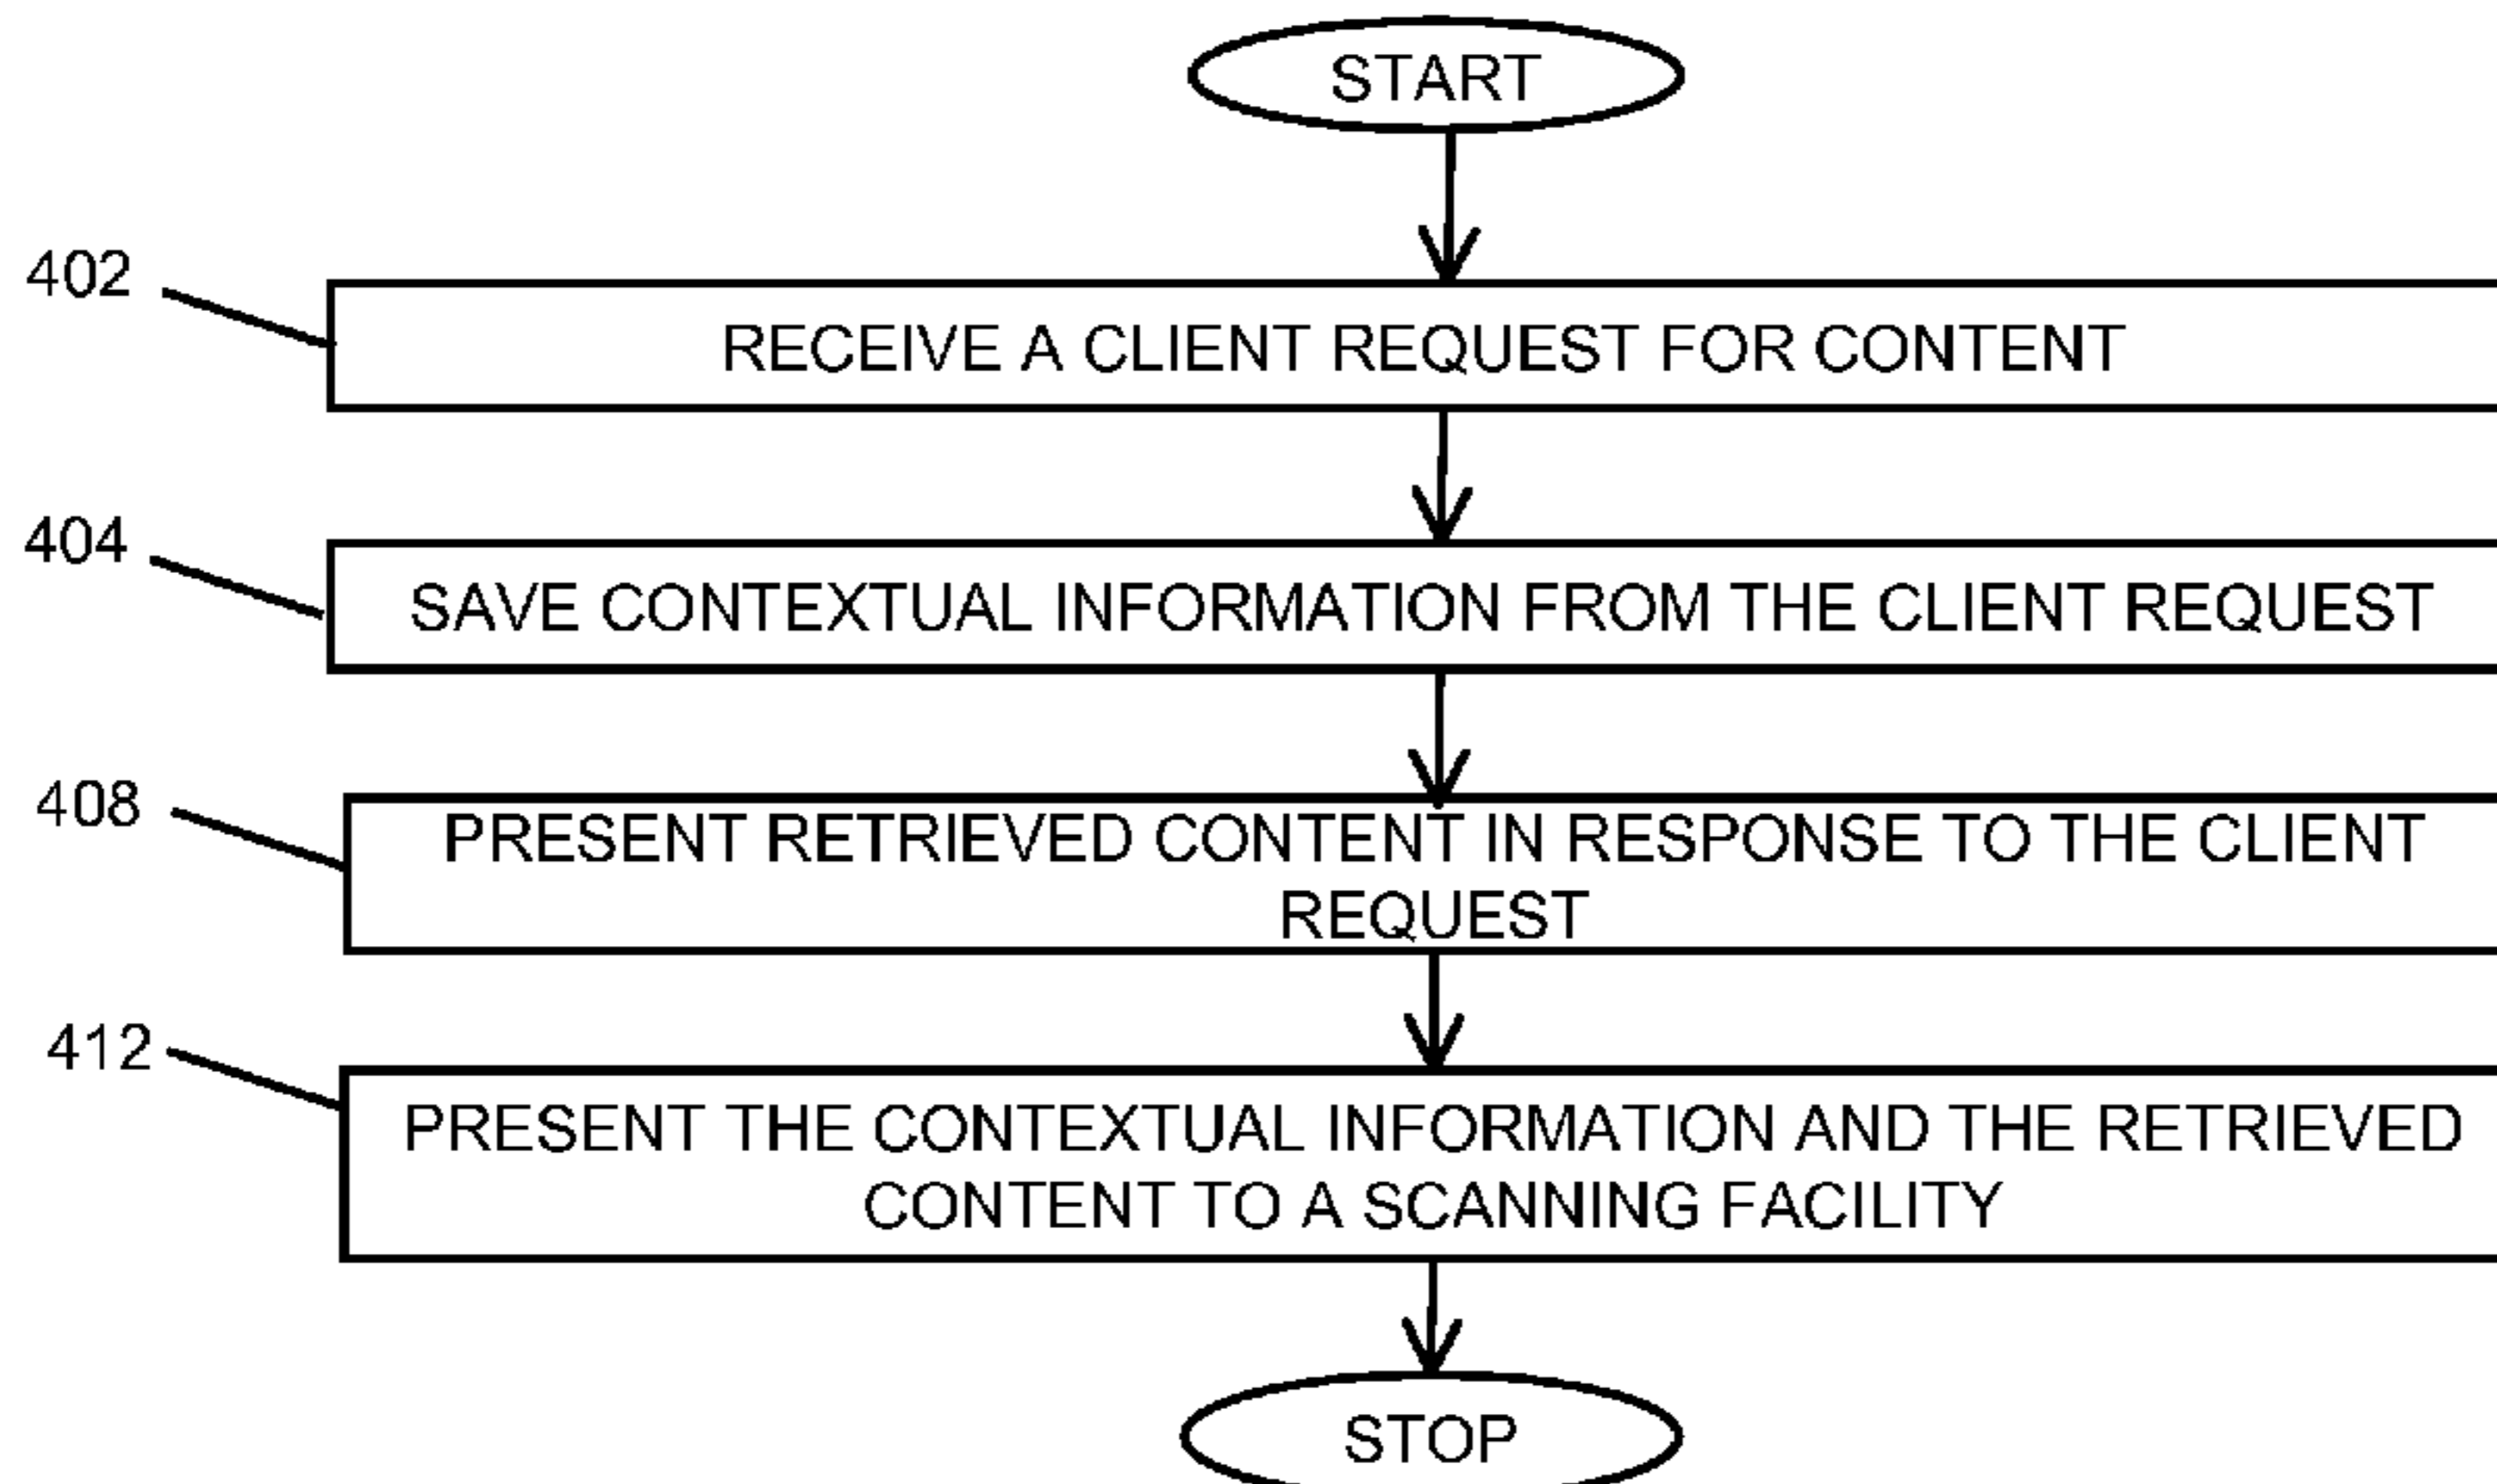 START
402
RECEIVE A CLIENT REQUEST FOR CONTENT
404
SAVE CONTEXTUAL INFORMATION FROM THE CLIENT REQUEST
408
PRESENT RETRIEVED CONTENT IN RESPONSE TO THE CLIENT
REQUEST
412
PRESENT THE CONTEXTUAL INFORMATION AND THE RETRIEVED
CONTENT TO A SCANNING FACILITY
STOP